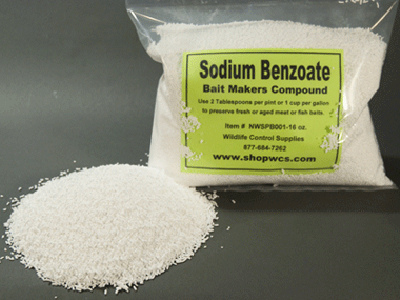 Sodium Benzoate
Bait Makers Compound
Use 2 Tablespoons per pint or 1 cup per gallon
to preserve fresh or aged meat or fish baits.
Item # NWSPB001-16 oz.
Wildlife Control Supplies
877-684-7262
www.shopwcs.com